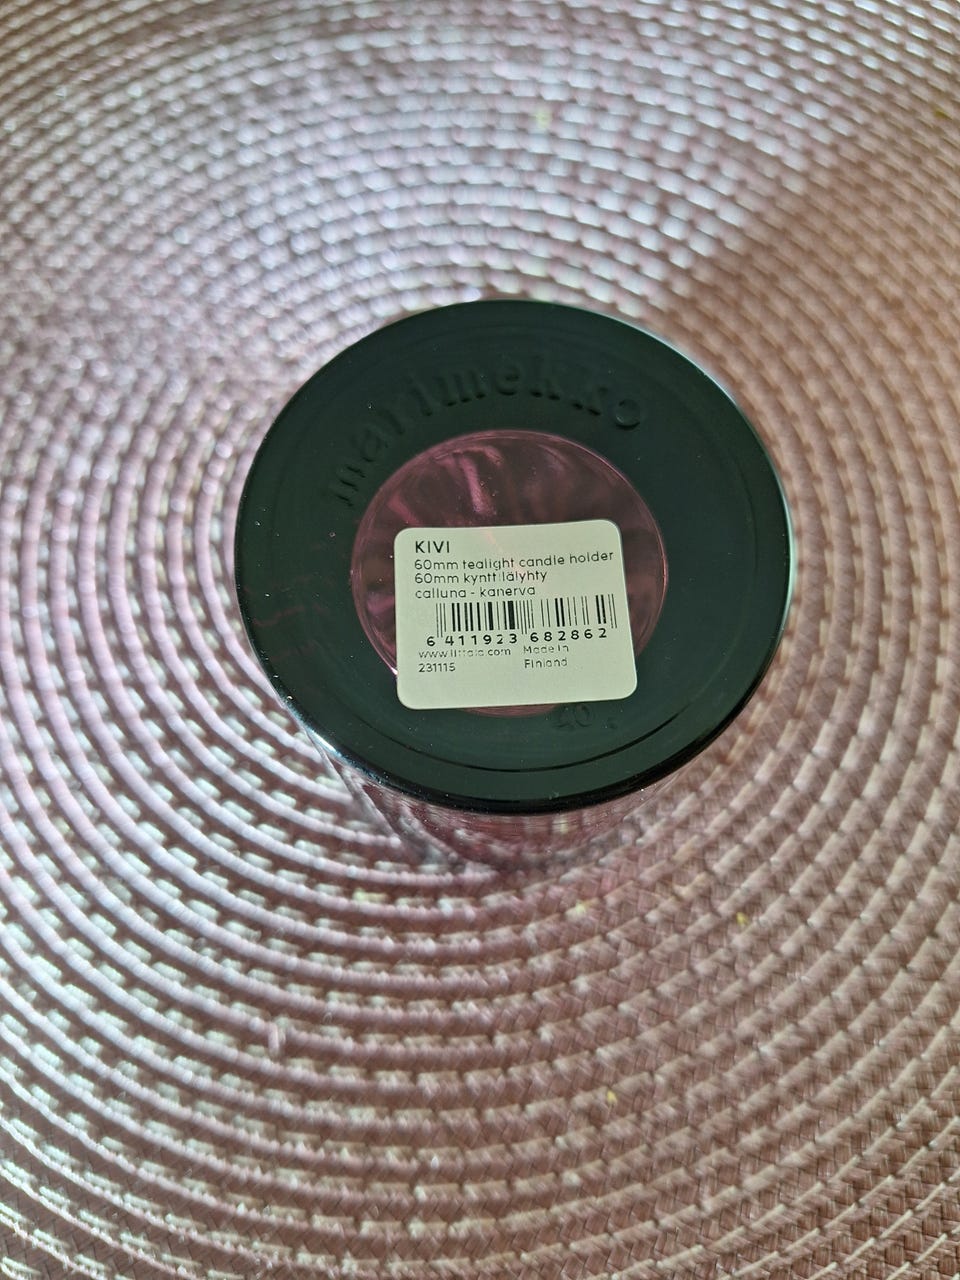 marimekko
KIVI
60mm tealight candle holder
60mm kynttilälyhty
calluna - kanerva
6 411923 682862
www.iittala.com Made in
231115 Finland